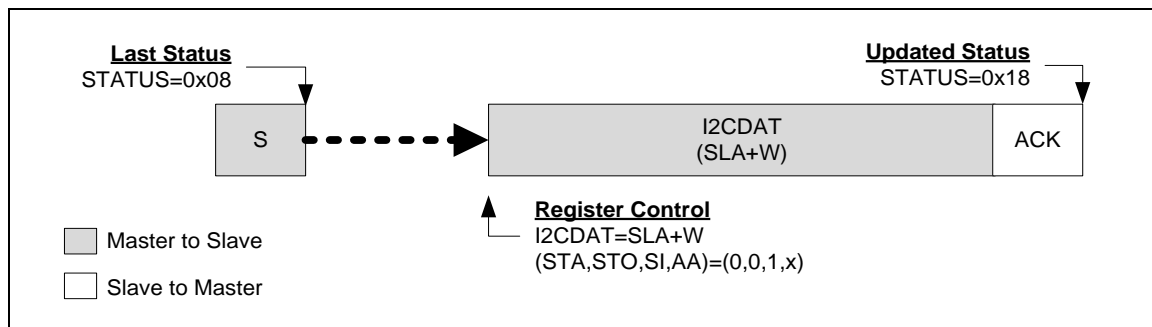 Last Status
STATUS=0x08
Updated Status
STATUS=0x18
S
I2CDAT
(SLA+W)
ACK
Register Control
I2CDAT=SLA+W
(STA,STO,SI,AA)=(0,0,1,x)
Master to Slave
Slave to Master